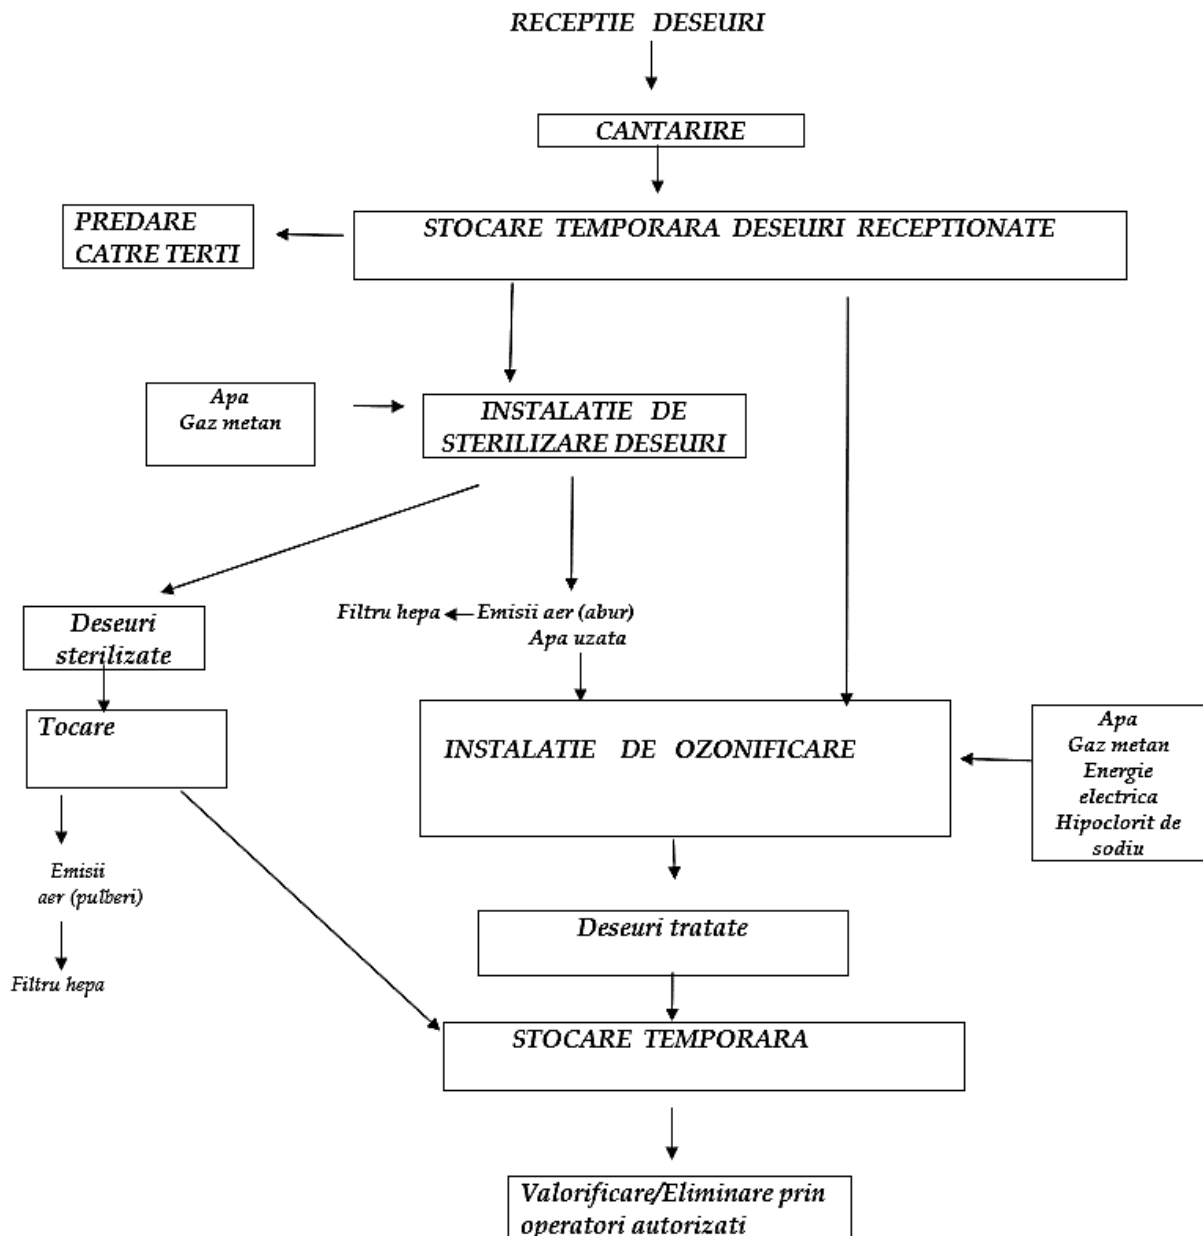 RECEPTIE DESEURI
CANTARIRE
PREDARE
CATRE TERTI
STOCARE TEMPORARA DESEURI RECEPTIONATE
Apa
Gaz metan
INSTALATIE DE
STERILIZARE DESEURI
Deseuri
sterilizate
Filtru hepa
Emisii aer (abur)
Apa uzata
Tocare
INSTALATIE DE OZONIFICARE
Apa
Gaz metan
Energie
electrica
Hipoclorit de
sodiu
Emisii
aer (pulberi)
Filtru hepa
Deseuri tratate
STOCARE TEMPORARA
Valorificare/Eliminare prin
operatori autorizati